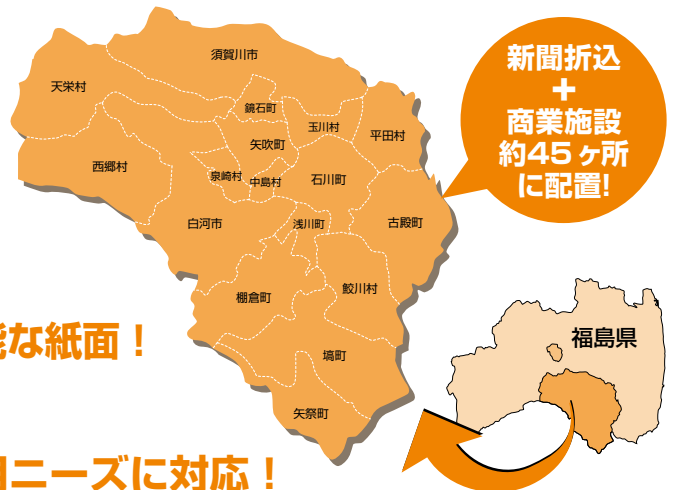 須賀川市
天栄村
鏡石町
玉川村
平田村
矢吹町
西郷村
泉崎村
中島村
石川町
白河市
浅川町
古殿町
棚倉町
鮫川村
塙町
矢祭町
新聞折込
+
商業施設
約45ヶ所
に配置!
福島県
な紙面！
ニーズに対応！